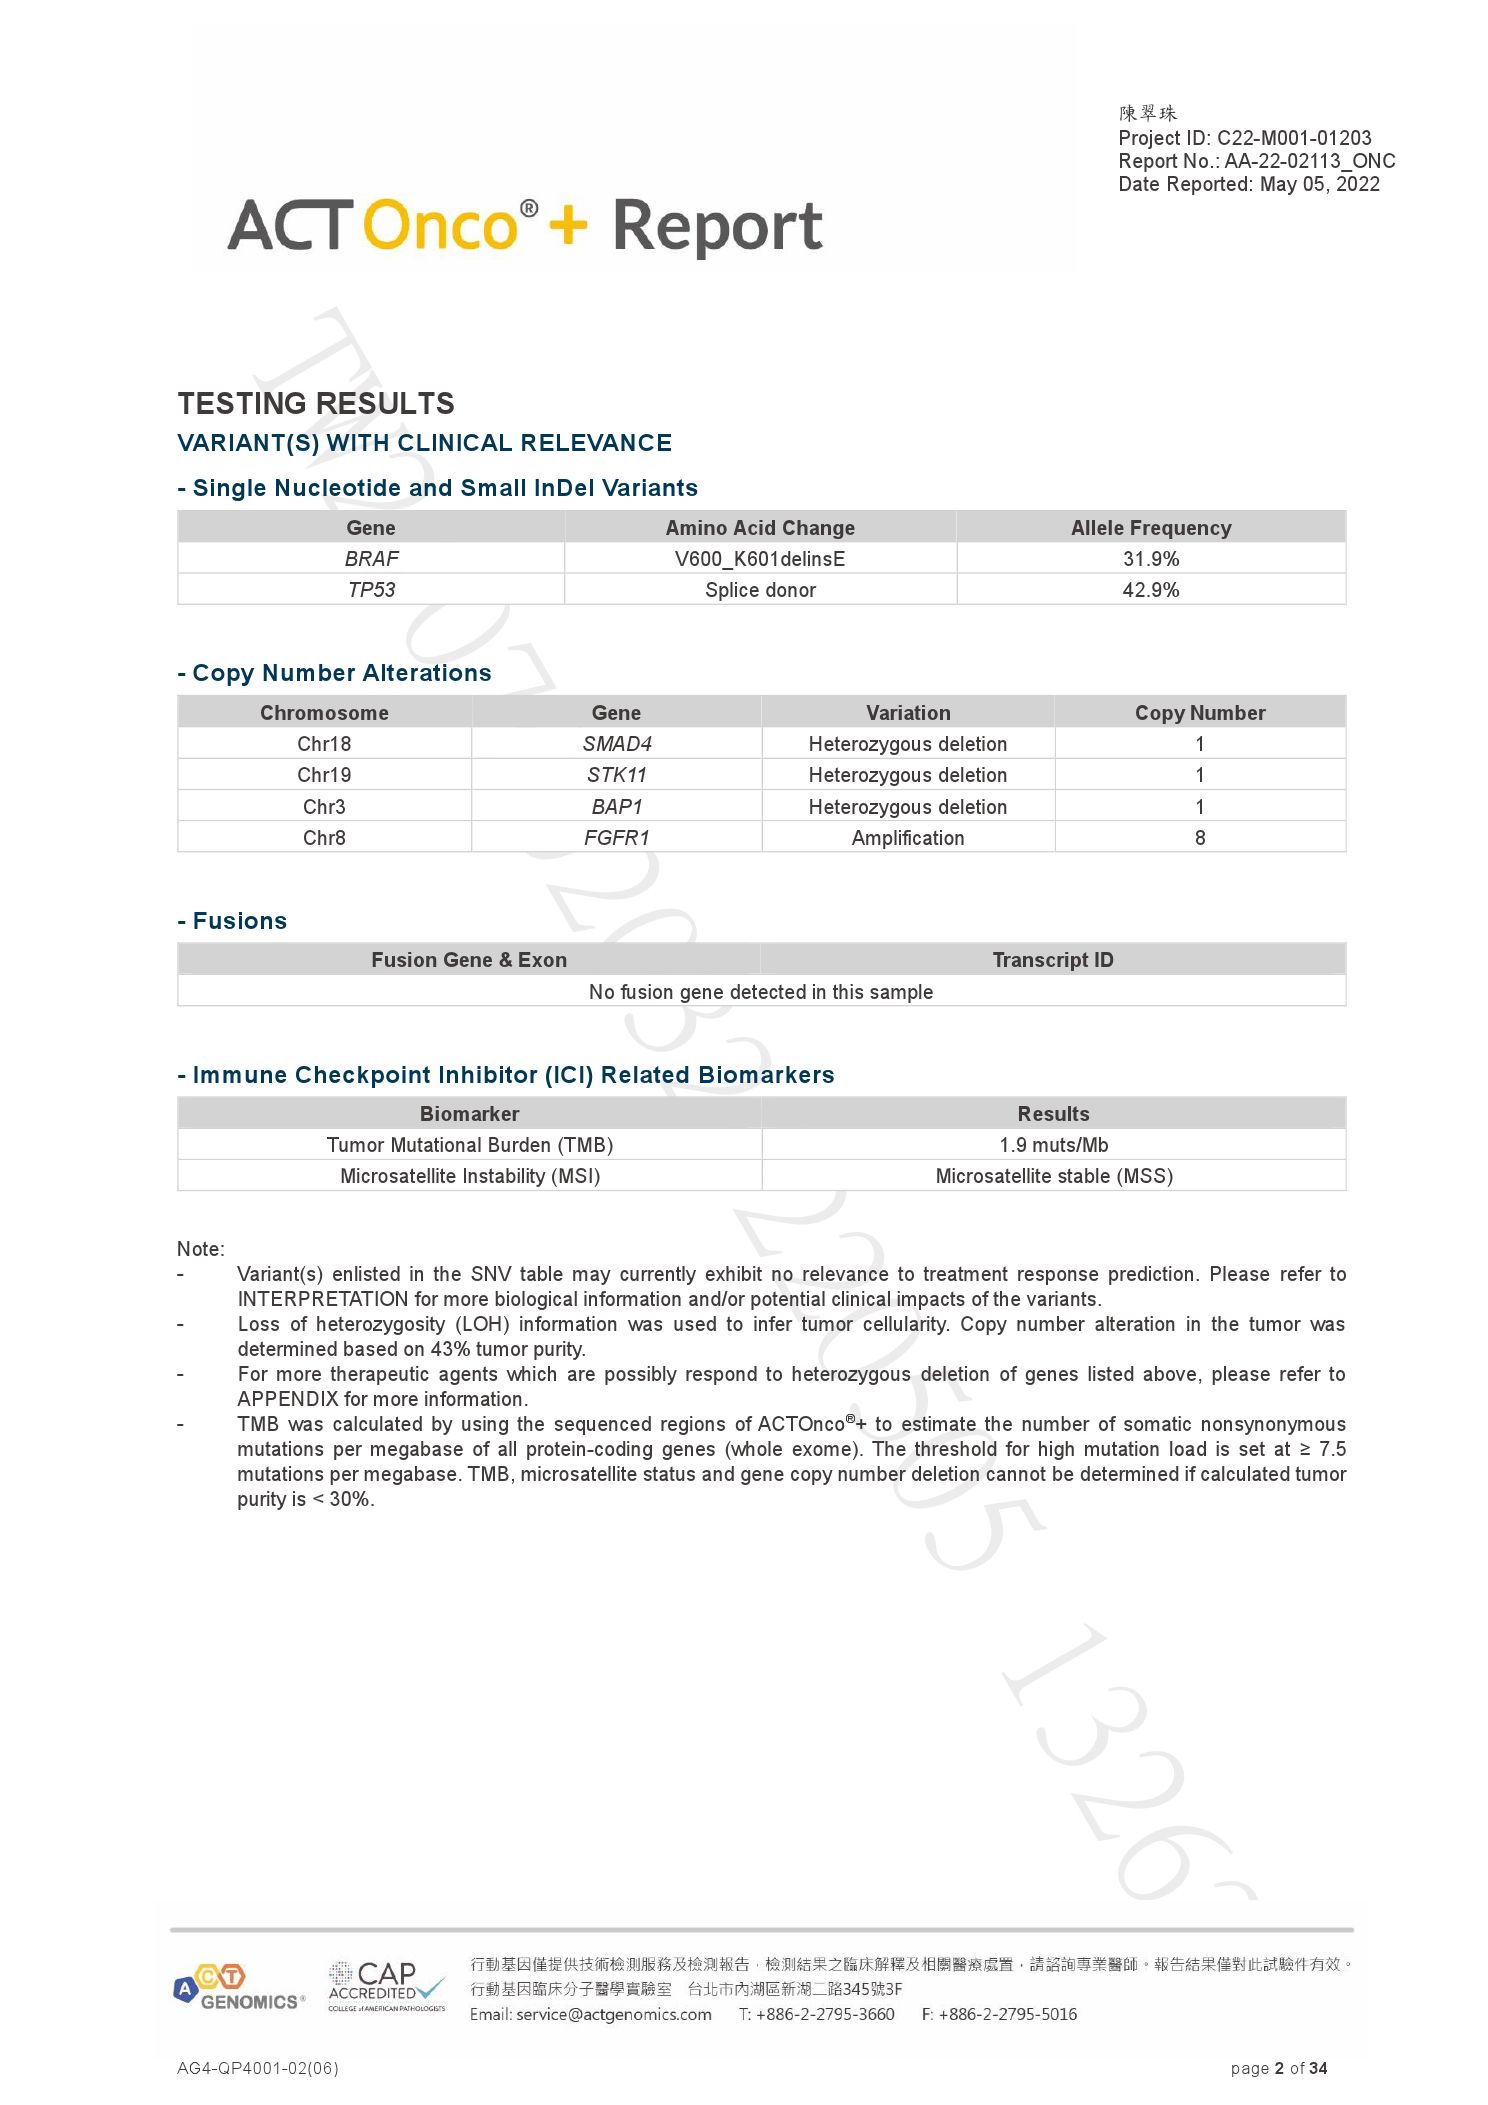 陳翠珠
Project ID: C22-M001-01203
Report No.: AA-22-02113_ONC
Date Reported: May 05, 2022
ACTOnco®+ Report
TESTING RESULTS
VARIANT(S) WITH CLINICAL RELEVANCE
- Single Nucleotide and Small InDel Variants
Gene Amino Acid Change Allele Frequency
BRAF V600_K601delinsE 31.9%
TP53 Splice donor 42.9%
- Copy Number Alterations
Chromosome Gene Variation Copy Number
Chr18 SMAD4 Heterozygous deletion 1
Chr19 STK11 Heterozygous deletion 1
Chr3 BAP1 Heterozygous deletion 1
Chr8 FGFR1 Amplification 8
- Fusions
Fusion Gene & Exon Transcript ID
No fusion gene detected in this sample
- Immune Checkpoint Inhibitor (ICI) Related Biomarkers
Biomarker Results
Tumor Mutational Burden (TMB) 1.9 muts/Mb
Microsatellite Instability (MSI) Microsatellite stable (MSS)
Note:
- Variant(s) enlisted in the SNV table may currently exhibit no relevance to treatment response prediction. Please refer to
INTERPRETATION for more biological information and/or potential clinical impacts of the variants.
- Loss of heterozygosity (LOH) information was used to infer tumor cellularity. Copy number alteration in the tumor was
determined based on 43% tumor purity.
- For more therapeutic agents which are possibly respond to heterozygous deletion of genes listed above, please refer to
APPENDIX for more information.
- TMB was calculated by using the sequenced regions of ACTOnco®+ to estimate the number of somatic nonsynonymous
mutations per megabase of all protein-coding genes (whole exome). The threshold for high mutation load is set at ≥ 7.5
mutations per megabase. TMB, microsatellite status and gene copy number deletion cannot be determined if calculated tumor
purity is < 30%.
ACT
GENOMICS®
CAP
ACCREDITED
COLLEGE of AMERICAN PATHOLOGISTS
行動基因僅提供技術檢測服務及檢測報告，檢測結果之臨床解釋及相關醫療處置，請諮詢專業醫師。報告結果僅對此試驗件有效。
行動基因臨床分子醫學實驗室 台北市內湖區新湖二路345號3F
Email: service@actgenomics.com T: +886-2-2795-3660 F: +886-2-2795-5016
AG4-QP4001-02(06) page 2 of 34